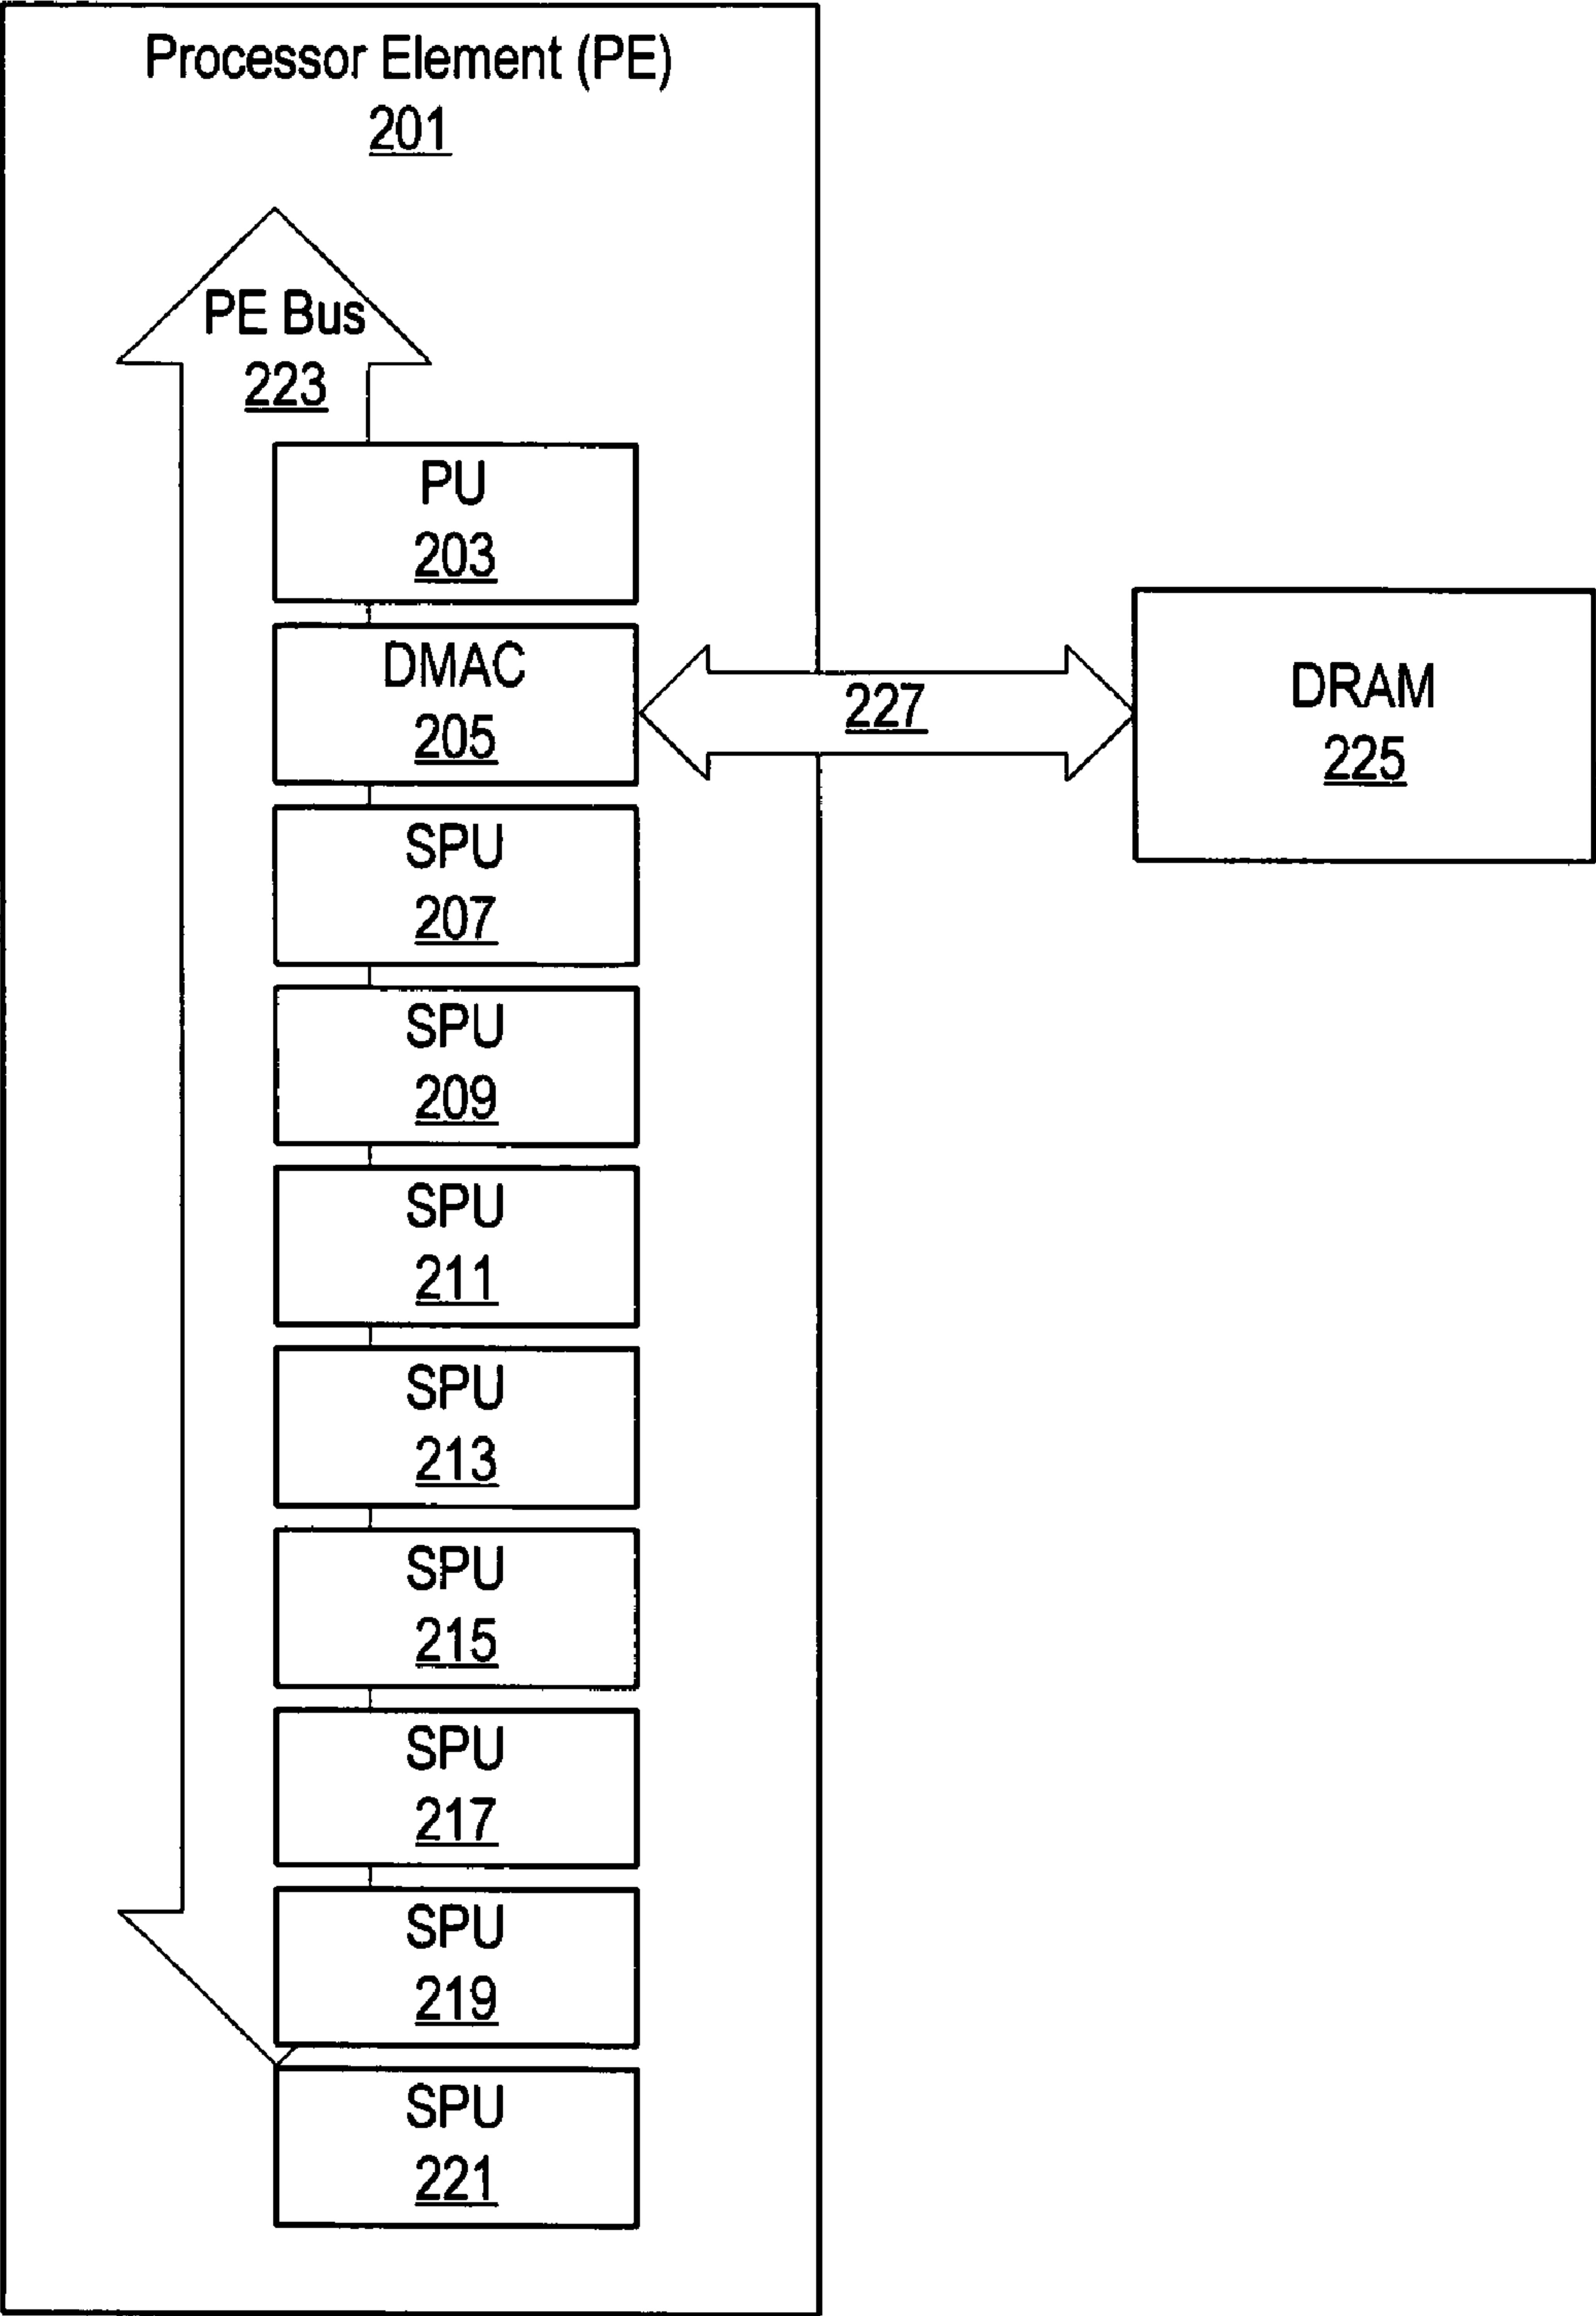 Processor Element (PE)
201
PE Bus
223
PU
203
DMAC
205
227
DRAM
225
SPU
207
SPU
209
SPU
211
SPU
213
SPU
215
SPU
217
SPU
219
SPU
221